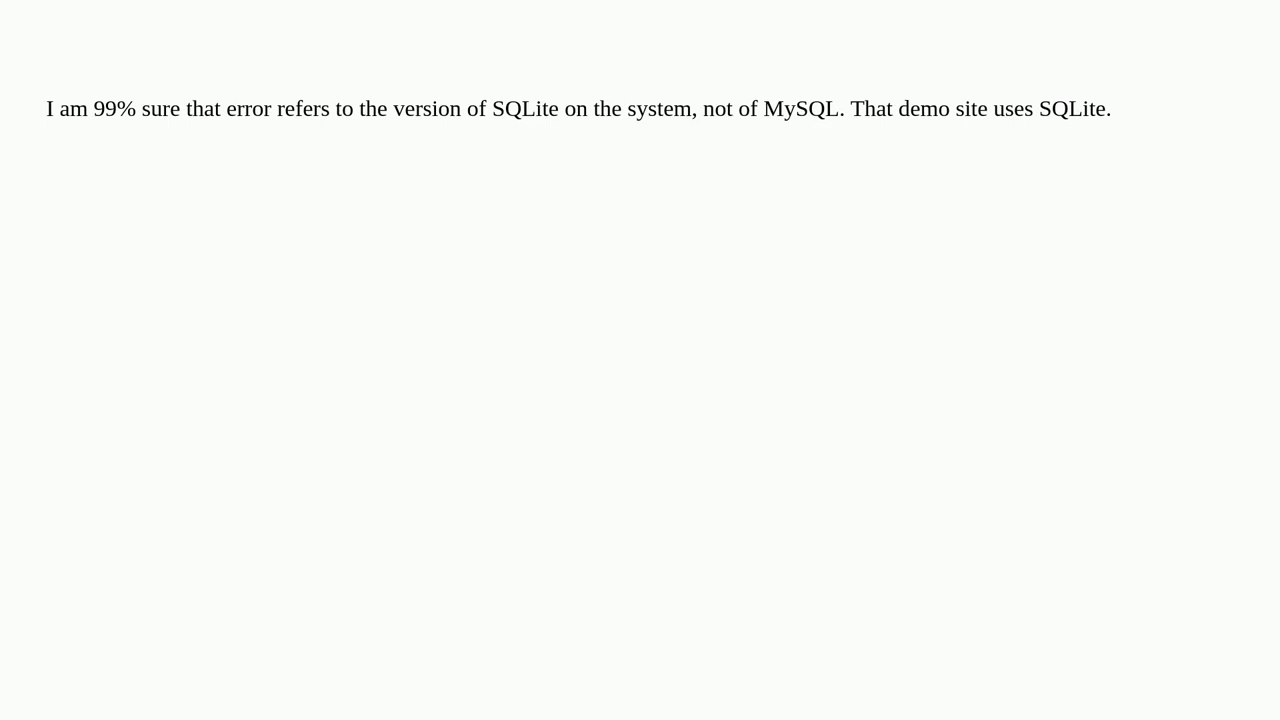 I am 99% sure that error refers to the version of SQLite on the system, not of MySQL. That demo site uses SQLite.